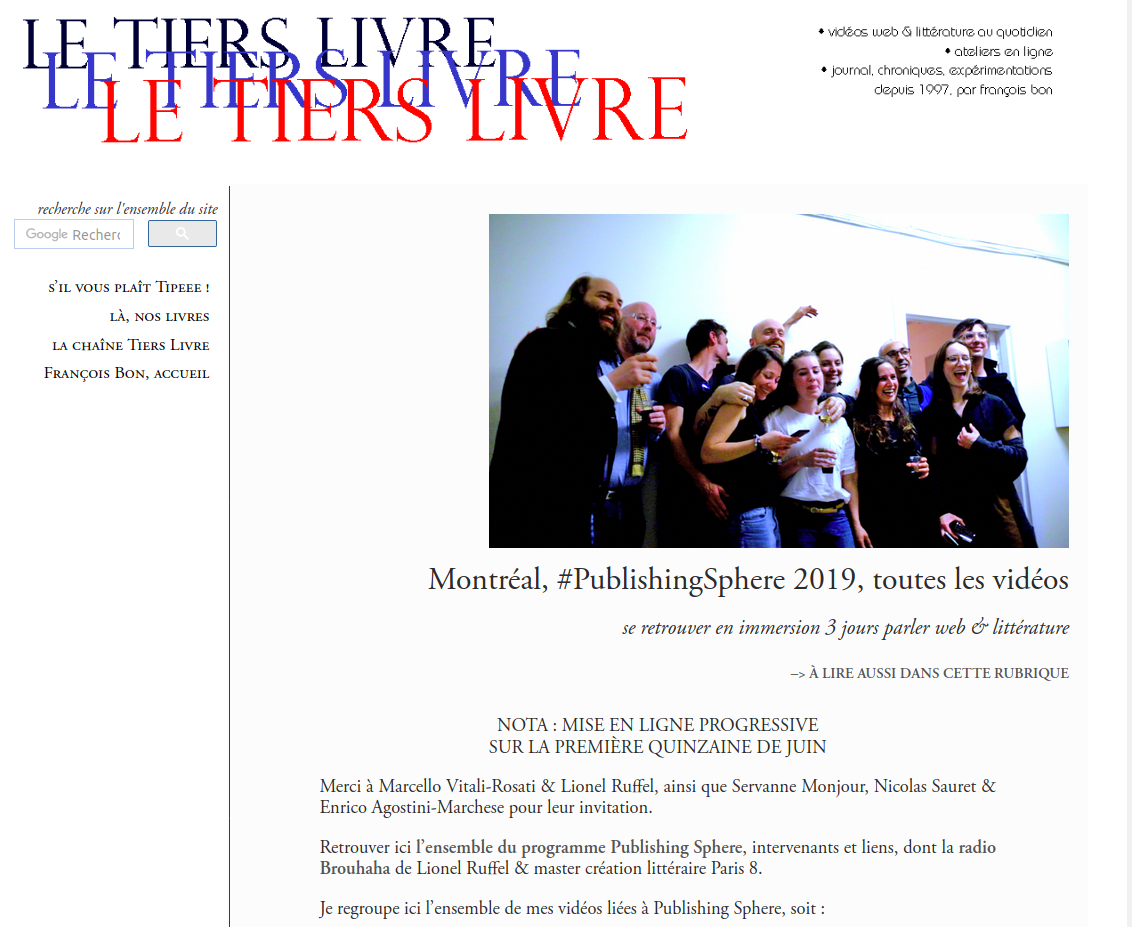 LE TIERS LIVRE
LE TIERS LIVRE
LE TIERS LIVRE
• vidéos web & littérature au quotidien
• ateliers en ligne
• journal, chroniques, expérimentations
depuis 1997, par françois bon
recherche sur l'ensemble du site
Google Recherc
s'il vous plaît Tipeee !
là, nos livres
la chaîne Tiers Livre
François Bon, accueil
Montréal, #PublishingSphere 2019, toutes les vidéos
se retrouver en immersion 3 jours parler web & littérature
–> À LIRE AUSSI DANS CETTE RUBRIQUE
NOTA : MISE EN LIGNE PROGRESSIVE
SUR LA PREMIÈRE QUINZAINE DE JUIN
Merci à Marcello Vitali-Rosati & Lionel Ruffel, ainsi que Servanne Monjour, Nicolas Sauret &
Enrico Agostini-Marchese pour leur invitation.
Retrouver ici l'ensemble du programme Publishing Sphere, intervenants et liens, dont la radio
Brouhaha de Lionel Ruffel & master création littéraire Paris 8.
Je regroupe ici l'ensemble de mes vidéos liées à Publishing Sphere, soit :